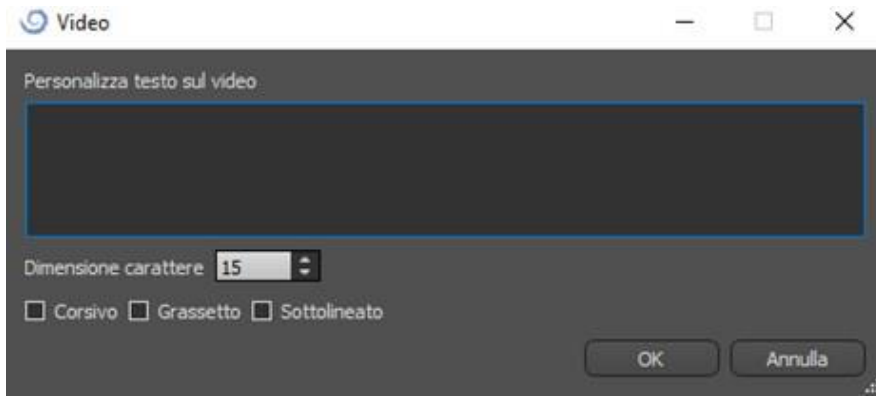 Video
Personalizza testo sul video
Dimensione carattere 15
Corsivo Grassetto Sottolineato
OK Annulla